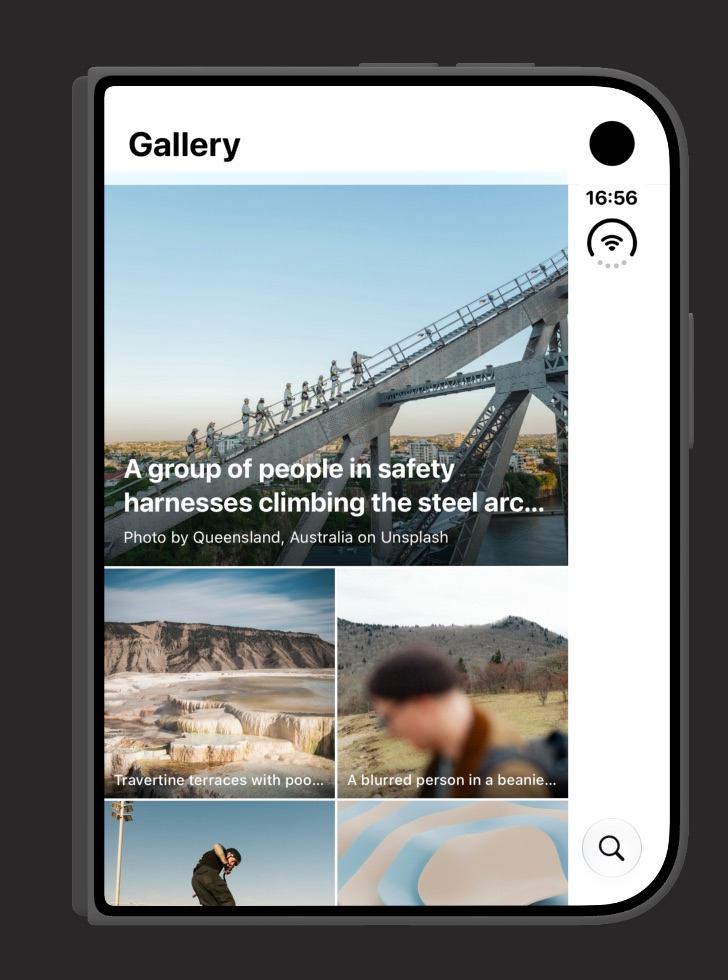 Gallery
16:56
A group of people in safety
harnesses climbing the steel arc...
Photo by Queensland, Australia on Unsplash
Travertine terraces with poo...
A blurred person in a beanie...